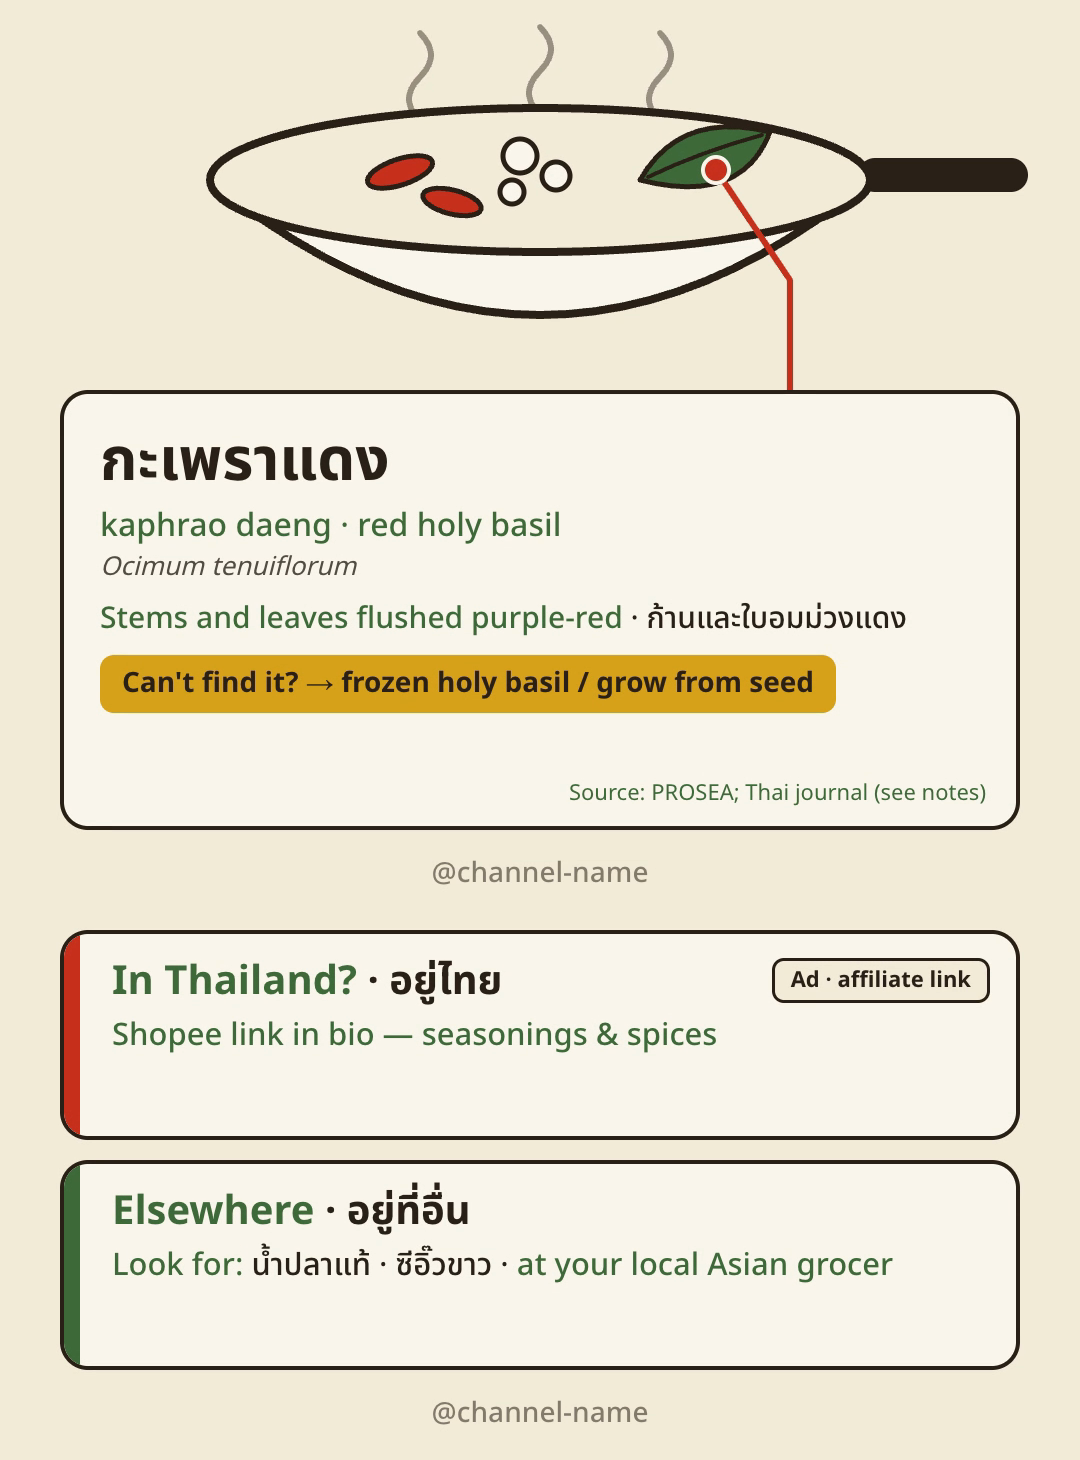 กะเพราแดง
kaphrao daeng · red holy basil
Ocimum tenuiflorum
Stems and leaves flushed purple-red · ก้านและใบอมม่วงแดง
Can't find it? → frozen holy basil / grow from seed
Source: PROSEA; Thai journal (see notes)
@channel-name
In Thailand? · อยู่ไทย
Ad · affiliate link
Shopee link in bio — seasonings & spices
Elsewhere · อยู่ที่อื่น
Look for: น้ำปลาแท้ · ซีอิ๊วขาว · at your local Asian grocer
@channel-name